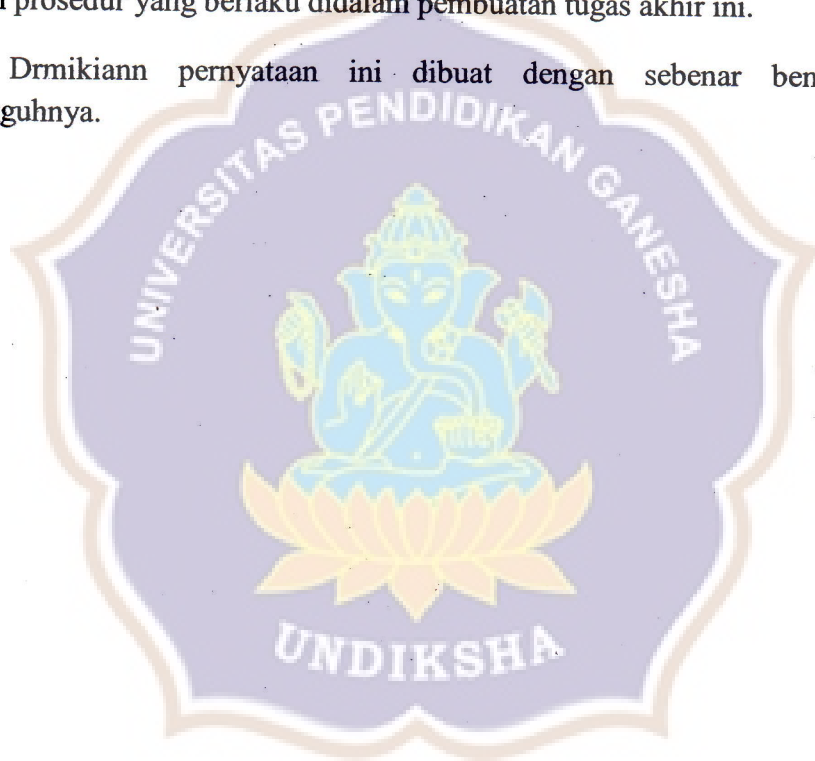 prosedur yang berlaku didalam pembuatan tugas akhir ini.
Drmikiann pernyataan ini dibuat dengan sebenar ben
guhnya.
UNIVERSITAS PENDIDIKAN GANESHA
UNDIKSHA